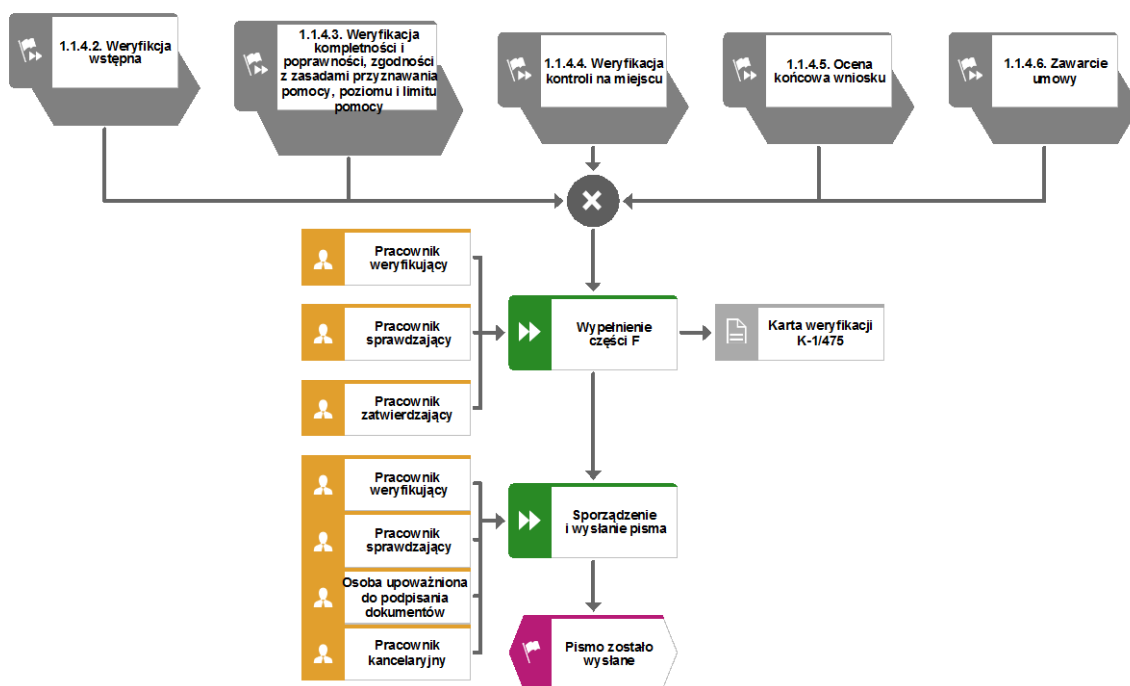 1.1.4.2. Weryfikcja
wstępna
1.1.4.3. Weryfikacja
kompletności i
poprawności, zgodności
z zasadami przyznawania
pomocy, poziomu i limitu
pomocy
1.1.4.4. Weryfikacja
kontroli na miejscu
1.1.4.5. Ocena
końcowa wniosku
1.1.4.6. Zawarcie
umowy
Pracownik
weryfikujący
Pracownik
sprawdzający
Wypełnienie
części F
Karta weryfikacji
K-1/475
Pracownik
zatwierdzający
Pracownik
weryfikujący
Pracownik
sprawdzający
Sporządzenie
i wysłanie pisma
Osoba upoważniona
do podpisania
dokumentów
Pracownik
kancelaryjny
Pismo zostało
wysłane